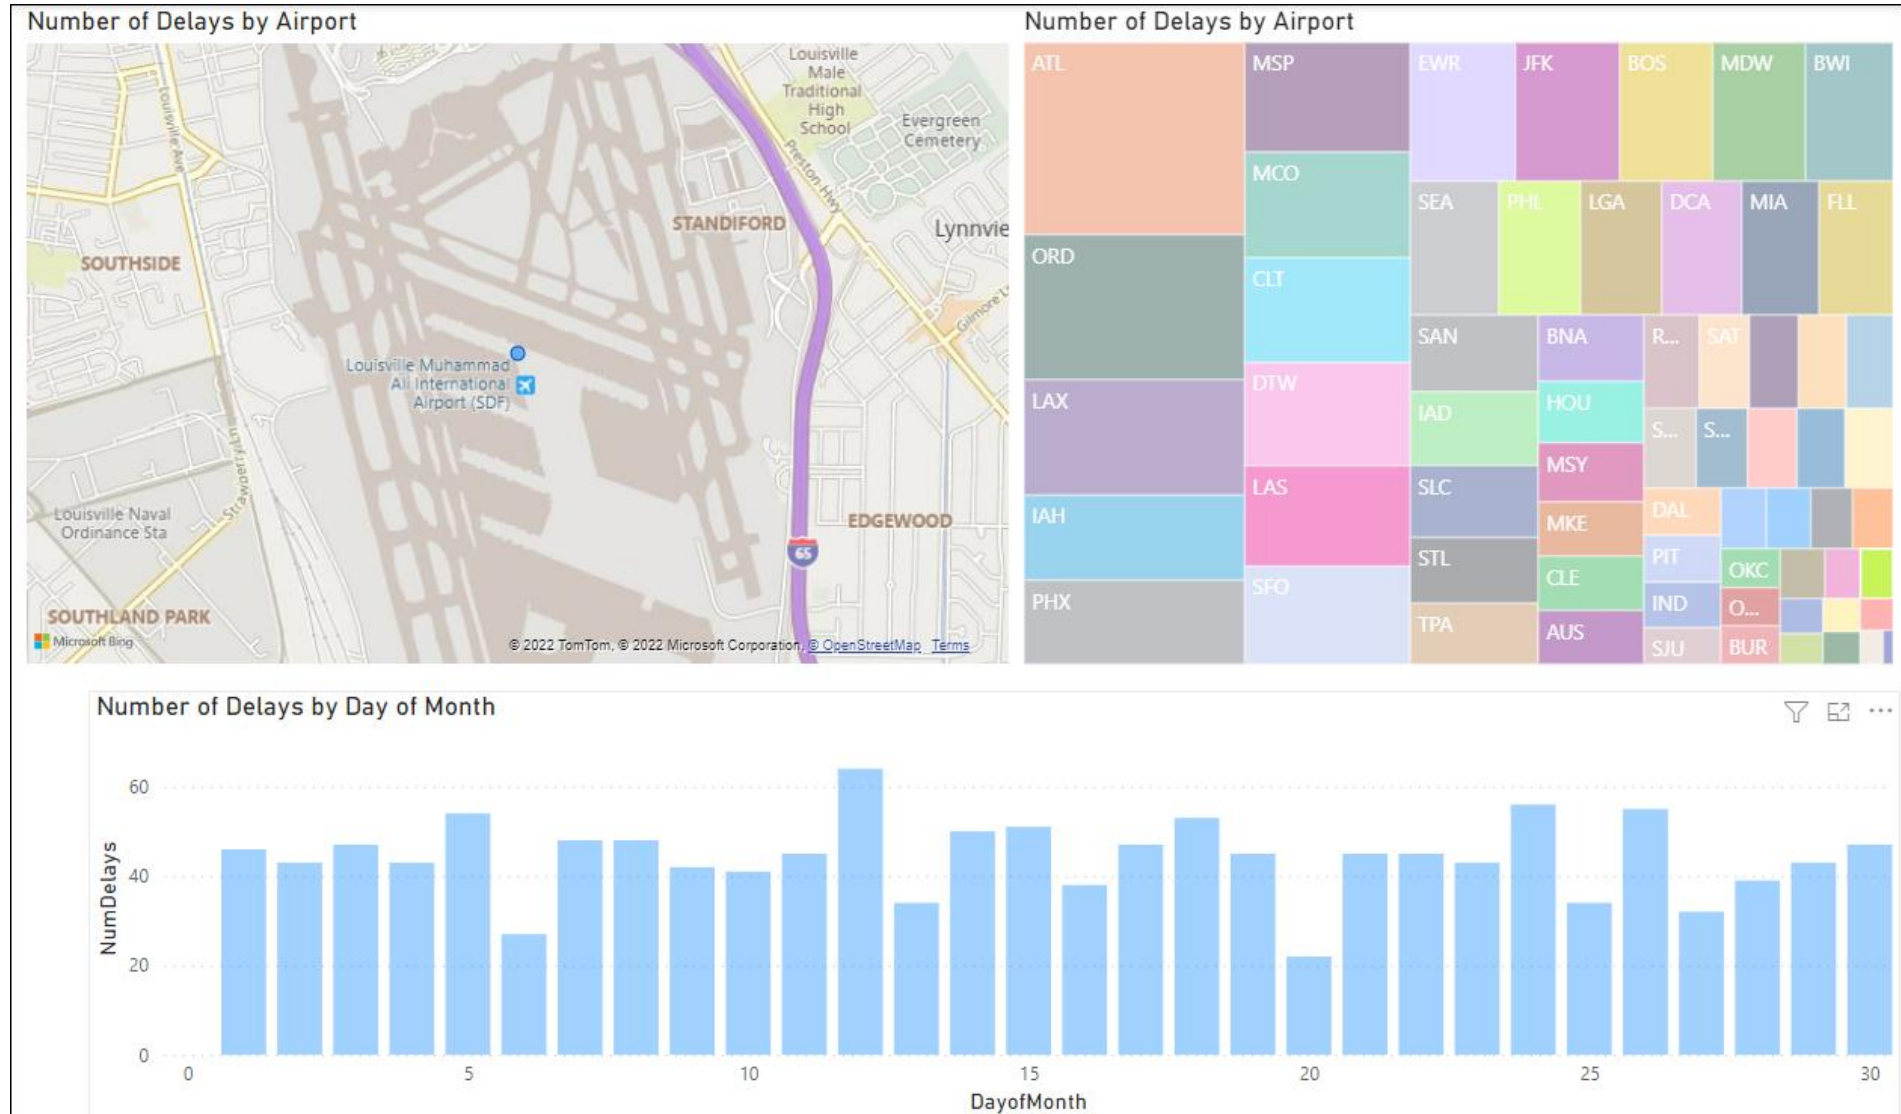 Number of Delays by Airport
Louisville Ave
Louisville
Male
Traditional
High
School
Evergreen
Cemetery
Preston Hwy
STANDIFORD
Lynnvie
SOUTHSIDE
Gilmore L
Louisville Muhammad
Ali International
Airport (SDF)
Strawberry Ln
Louisville Naval
Ordinance Sta
EDGEWOOD
65
SOUTHLAND PARK
Microsoft Bing
© 2022 TomTom, © 2022 Microsoft Corporation, © OpenStreetMap Terms
Number of Delays by Airport
ATL
ORD
LAX
IAH
PHX
MSP
MCO
CLT
DTW
LAS
SFO
EWR JFK BOS MDW BWI
SEA PHL LGA DCA MIA FLL
SAN
IAD
SLC
STL
TPA
BNA
HOU
MSY
MKE
CLE
AUS
R... SAT
S... S...
DAL
PIT
IND
SJU
OKC
O...
BUR
Number of Delays by Day of Month
NumDelays
60
40
20
0
0 5 10 15 20 25 30
DayofMonth